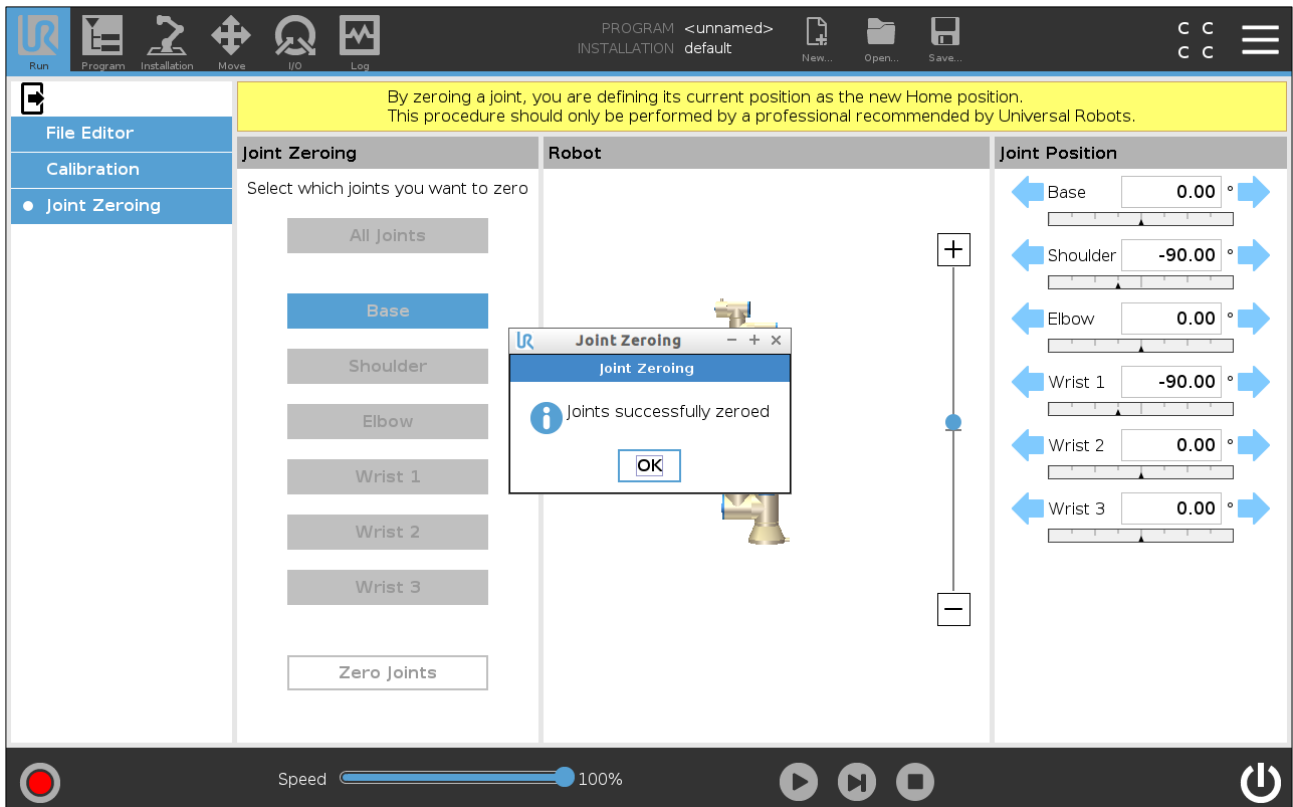 UR
Run
Program
Installation
Move
I/O
Log
PROGRAM <unnamed>
INSTALLATION default
New...
Open...
Save...
C C
C C
By zeroing a joint, you are defining its current position as the new Home position.
This procedure should only be performed by a professional recommended by Universal Robots.
File Editor
Calibration
Joint Zeroing
Joint Zeroing
Select which joints you want to zero
All Joints
Base
Shoulder
Elbow
Wrist 1
Wrist 2
Wrist 3
Zero Joints
Robot
+
−
UR Joint Zeroing − + ×
Joint Zeroing
Joints successfully zeroed
OK
Joint Position
Base 0.00 °
Shoulder -90.00 °
Elbow 0.00 °
Wrist 1 -90.00 °
Wrist 2 0.00 °
Wrist 3 0.00 °
Speed 100%